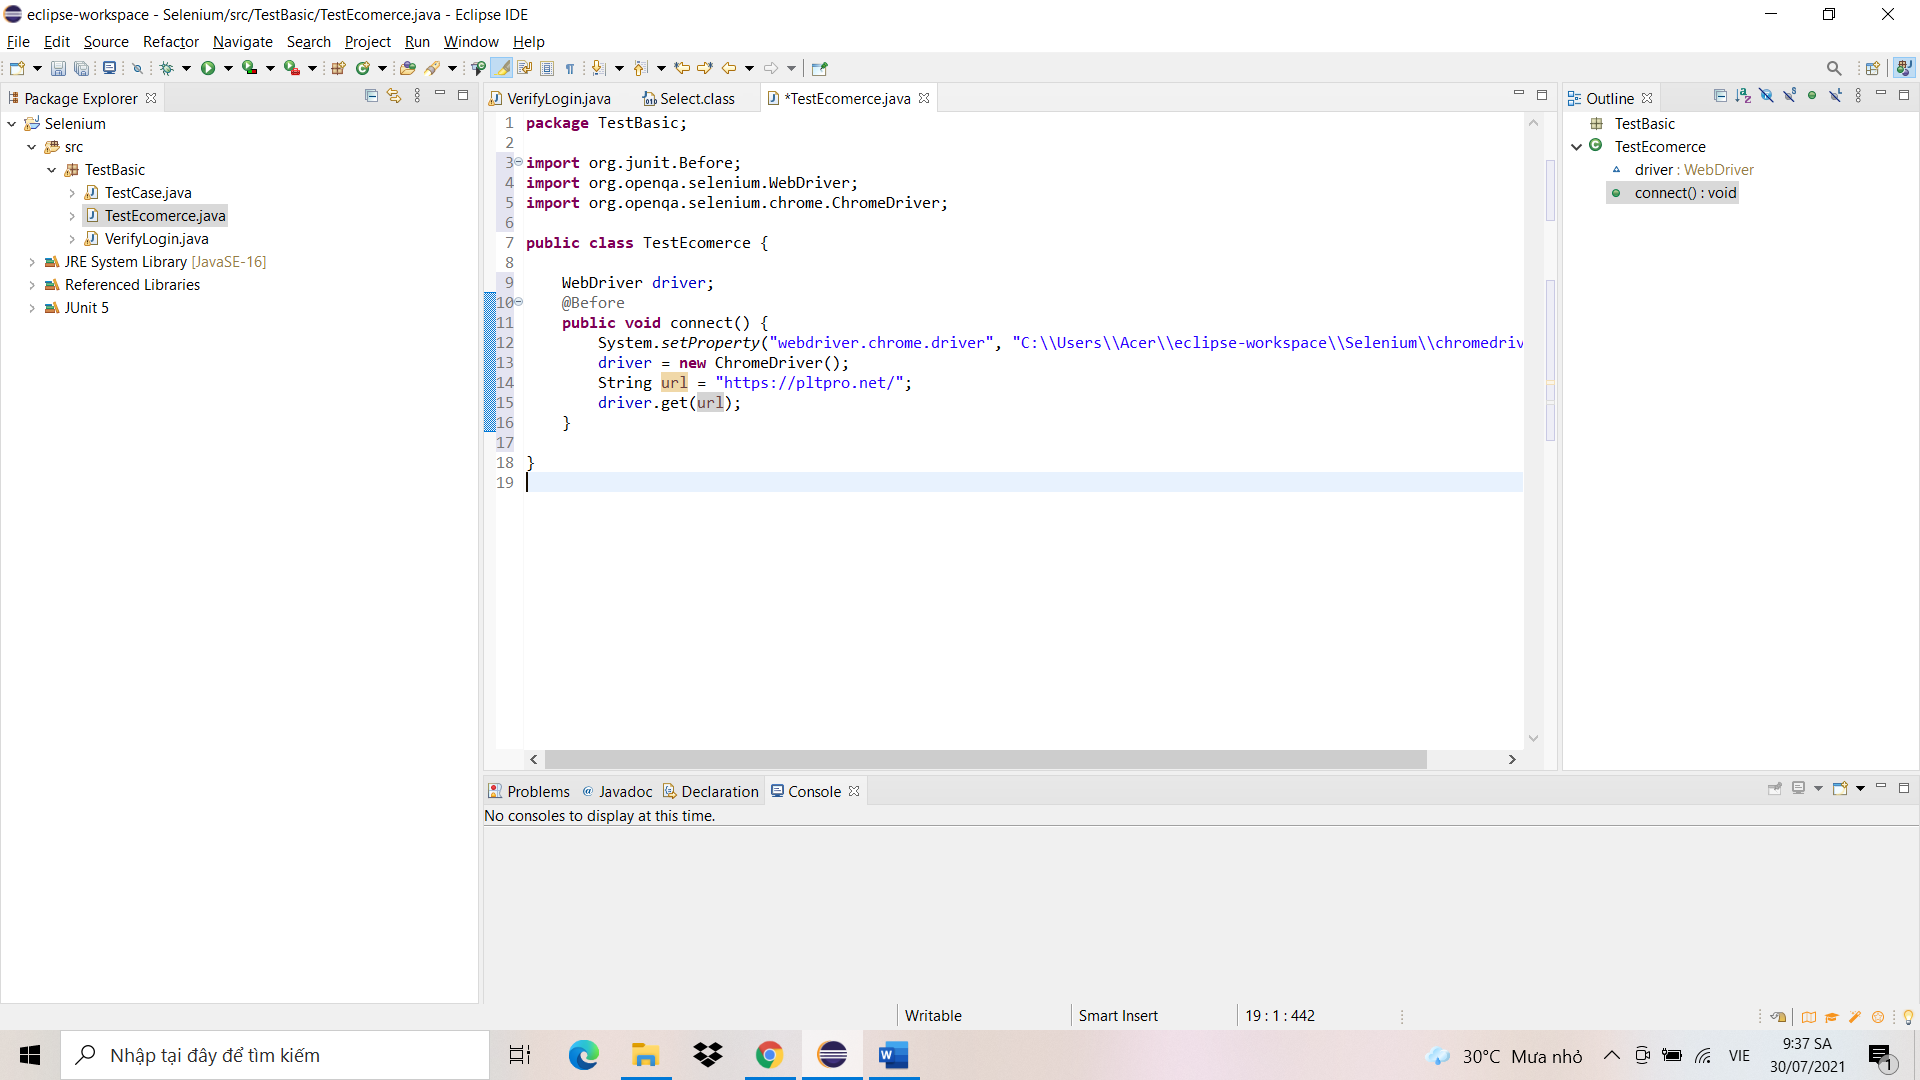 eclipse-workspace - Selenium/src/TestBasic/TestEcomerce.java - Eclipse IDE
File Edit Source Refactor Navigate Search Project Run Window Help
Package Explorer
Selenium
src
TestBasic
TestCase.java
TestEcomerce.java
VerifyLogin.java
JRE System Library [JavaSE-16]
Referenced Libraries
JUnit 5
VerifyLogin.java Select.class *TestEcomerce.java
1 package TestBasic;
2
3 import org.junit.Before;
4 import org.openqa.selenium.WebDriver;
5 import org.openqa.selenium.chrome.ChromeDriver;
6
7 public class TestEcomerce {
8
9 WebDriver driver;
10 @Before
11 public void connect() {
12 System.setProperty("webdriver.chrome.driver", "C:\\Users\\Acer\\eclipse-workspace\\Selenium\\chromedriv
13 driver = new ChromeDriver();
14 String url = "https://pltpro.net/";
15 driver.get(url);
16 }
17
18 }
19
Outline
TestBasic
TestEcomerce
driver : WebDriver
connect() : void
Problems @ Javadoc Declaration Console
No consoles to display at this time.
Writable Smart Insert 19 : 1 : 442
Nhập tại đây để tìm kiếm
30°C Mưa nhỏ
VIE
9:37 SA
30/07/2021
1